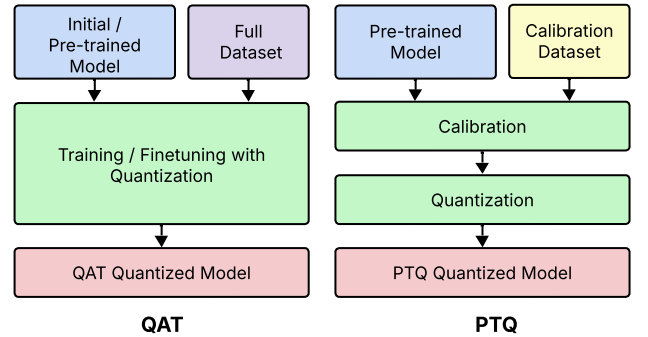 Initial /
Pre-trained
Model
Full
Dataset
Training / Finetuning with
Quantization
QAT Quantized Model
QAT
Pre-trained
Model
Calibration
Dataset
Calibration
Quantization
PTQ Quantized Model
PTQ